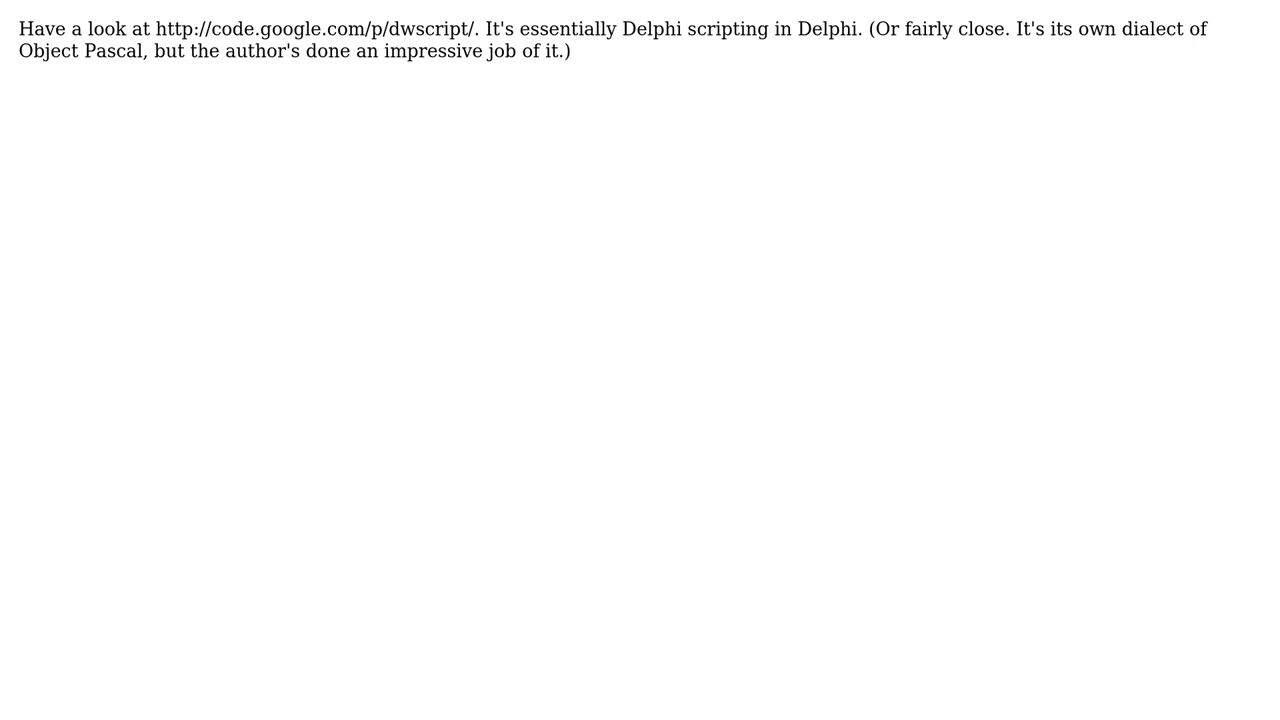 Have a look at http://code.google.com/p/dwscript/. It's essentially Delphi scripting in Delphi. (Or fairly close. It's its own dialect of
Object Pascal, but the author's done an impressive job of it.)